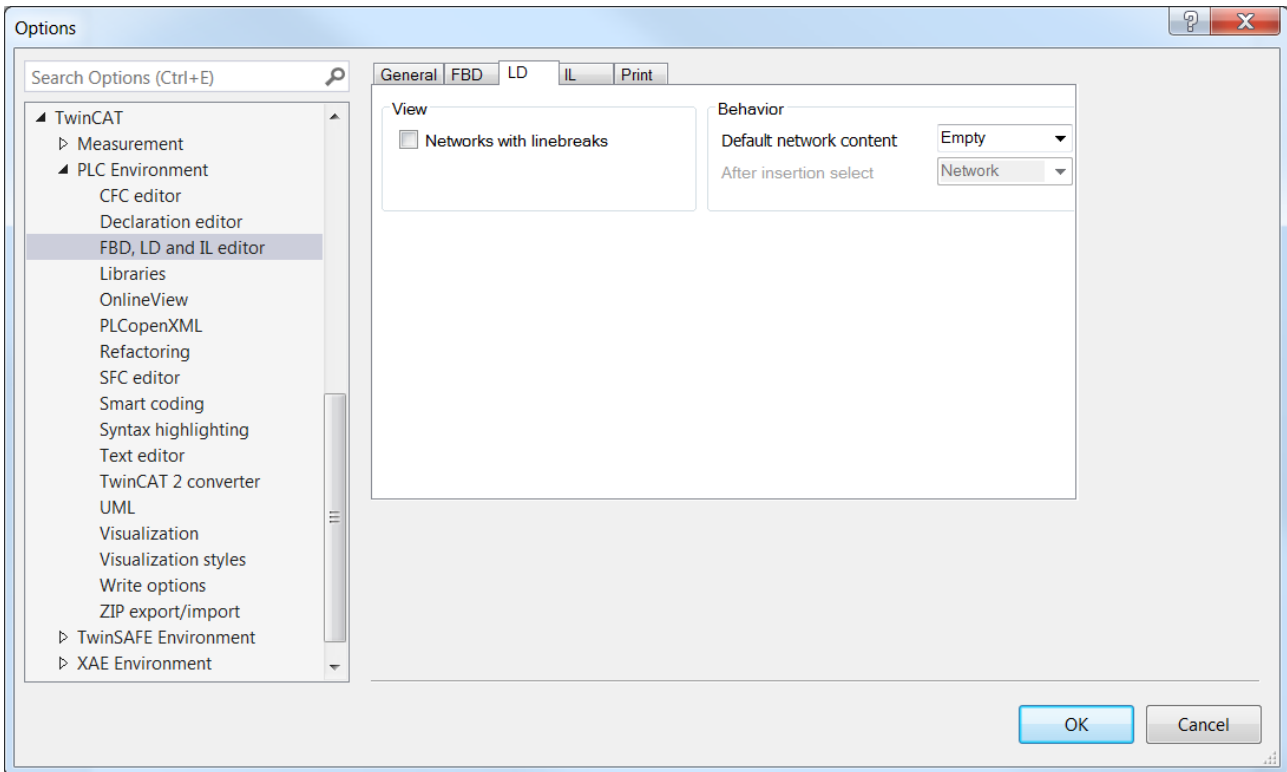 Options
Search Options (Ctrl+E)
TwinCAT
Measurement
PLC Environment
CFC editor
Declaration editor
FBD, LD and IL editor
Libraries
OnlineView
PLCopenXML
Refactoring
SFC editor
Smart coding
Syntax highlighting
Text editor
TwinCAT 2 converter
UML
Visualization
Visualization styles
Write options
ZIP export/import
TwinSAFE Environment
XAE Environment
General FBD LD IL Print
View
Networks with linebreaks
Behavior
Default network content Empty
After insertion select Network
OK Cancel